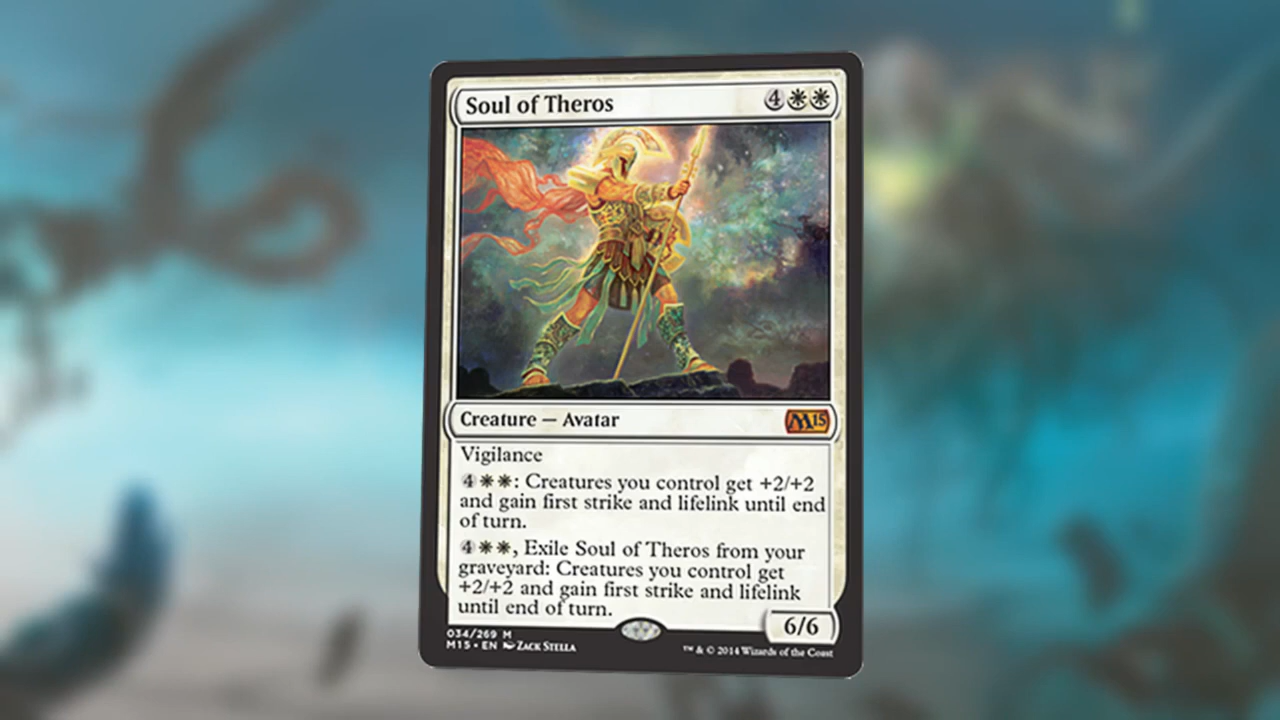 Soul of Theros 4
Creature — Avatar M15
Vigilance
4: Creatures you control get +2/+2
and gain first strike and lifelink until end
of turn.
4, Exile Soul of Theros from your
graveyard: Creatures you control get
+2/+2 and gain first strike and lifelink
until end of turn.
6/6
034/269 M
M15 • EN Zack Stella ™ & © 2014 Wizards of the Coast